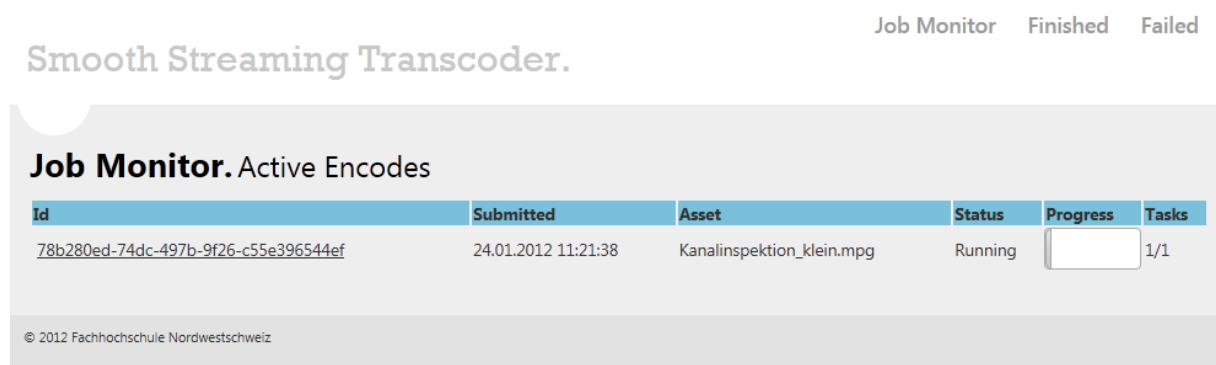 Job Monitor Finished Failed
Smooth Streaming Transcoder.
Job Monitor. Active Encodes
Id Submitted Asset Status Progress Tasks
78b280ed-74dc-497b-9f26-c55e396544ef 24.01.2012 11:21:38 Kanalinspektion_klein.mpg Running 1/1
© 2012 Fachhochschule Nordwestschweiz